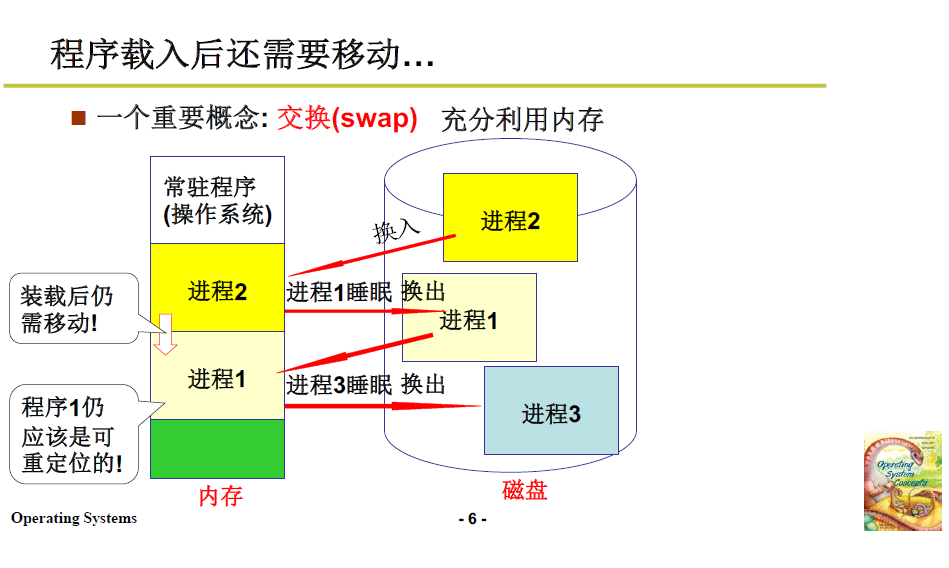 程序载入后还需要移动…
■ 一个重要概念: 交换(swap) 充分利用内存
常驻程序
(操作系统)
进程2
换入
进程2
进程1睡眠 换出
装载后仍
需移动!
进程1
进程1
进程3睡眠 换出
程序1仍
应该是可
重定位的!
进程3
内存
磁盘
Operating
System
Concepts
Operating Systems
- 6 -